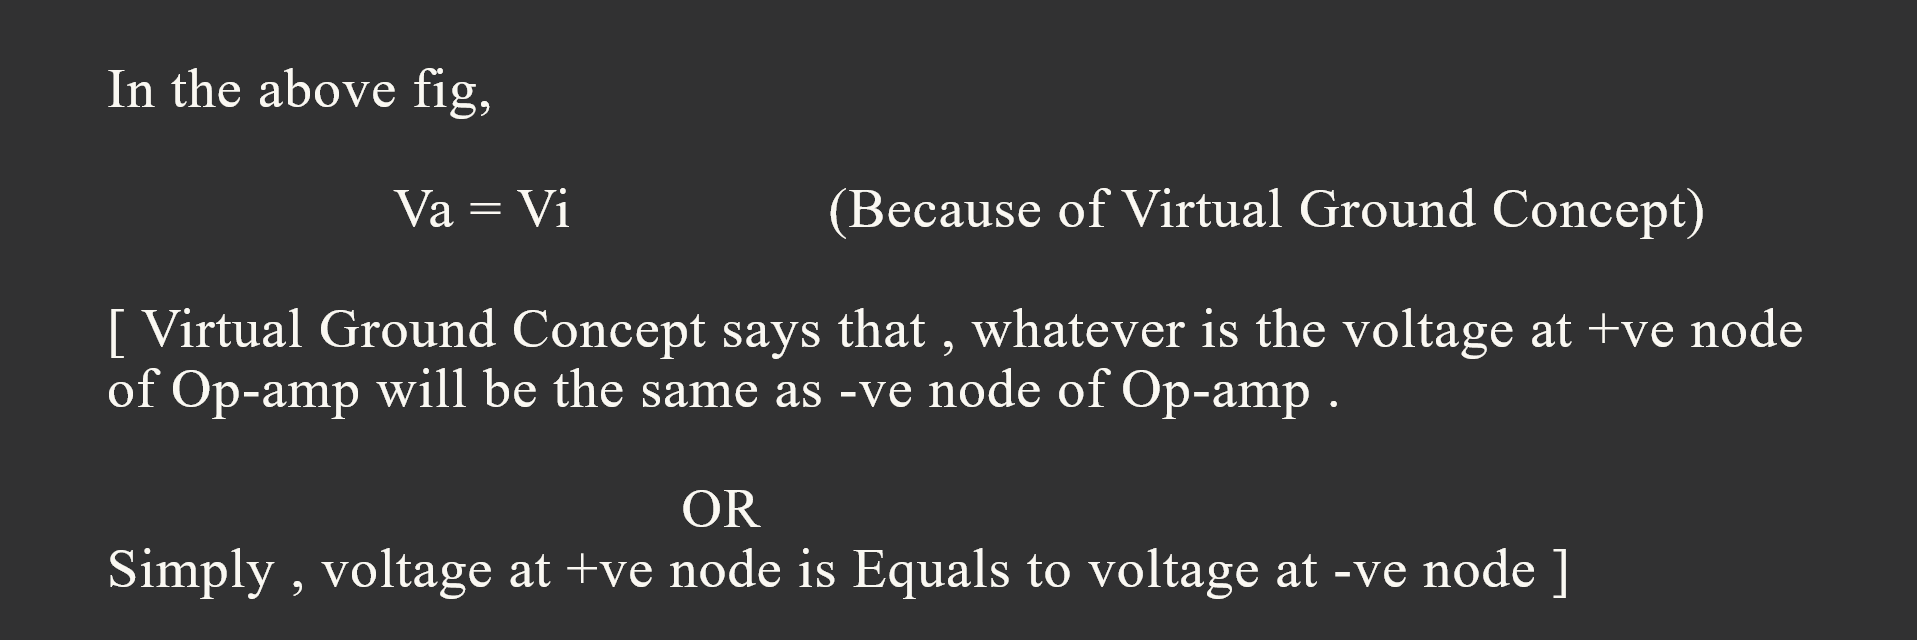 In the above fig,
Va = Vi (Because of Virtual Ground Concept)
[ Virtual Ground Concept says that , whatever is the voltage at +ve node
of Op-amp will be the same as -ve node of Op-amp .
OR
Simply , voltage at +ve node is Equals to voltage at -ve node ]